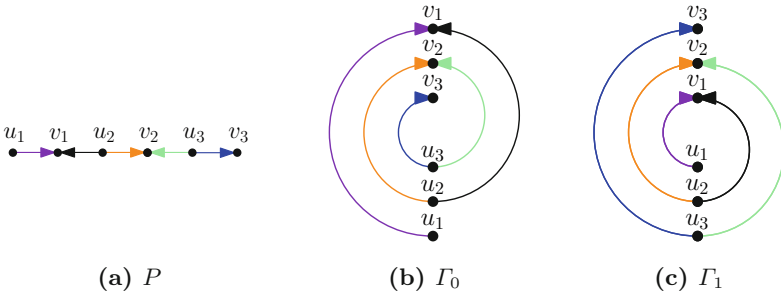 u₁ v₁ u₂ v₂ u₃ v₃
(a) P
v₁
v₂
v₃
u₃
u₂
u₁
(b) Γ₀
v₃
v₂
v₁
u₁
u₂
u₃
(c) Γ₁